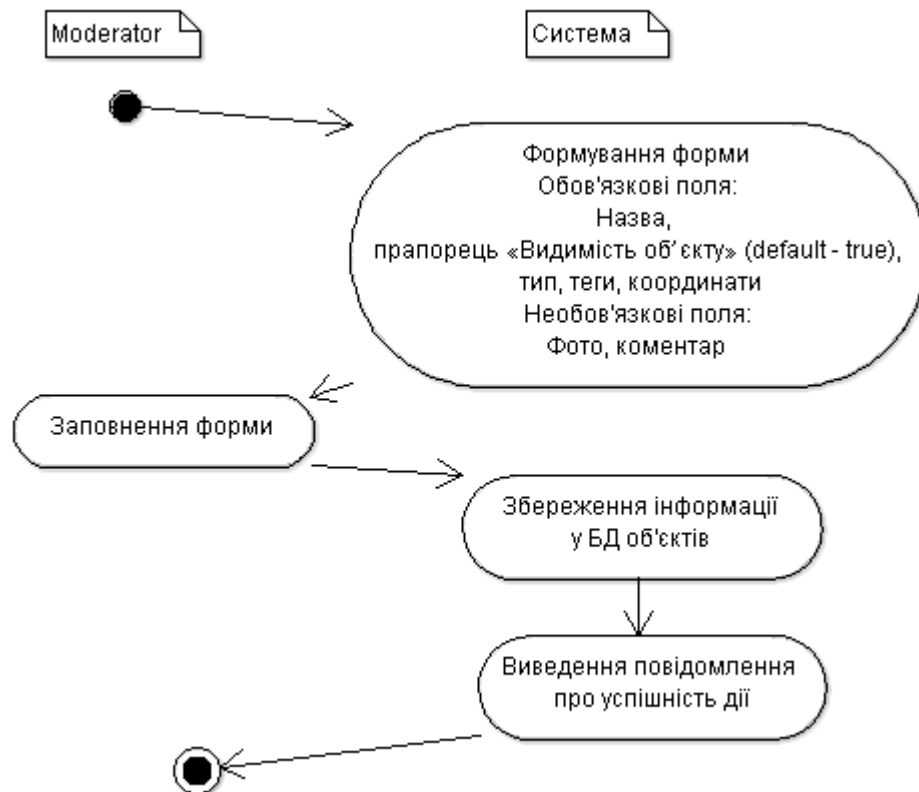 Moderator
Система
Формування форми
Обов'язкові поля:
Назва,
прапорець «Видимість об'єкту» (default - true),
тип, теги, координати
Необов'язкові поля:
Фото, коментар
Заповнення форми
Збереження інформації
у БД об'єктів
Виведення повідомлення
про успішність дії